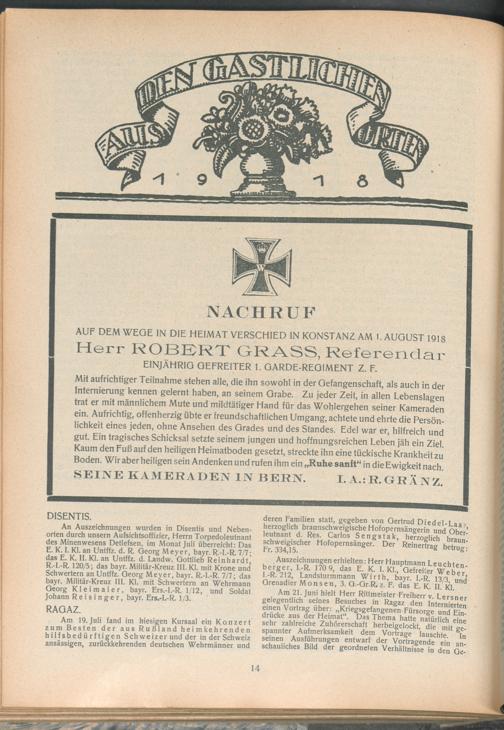 AUS DEN GASTLICHEN ORTEN
1918
W
NACHRUF
AUF DEM WEGE IN DIE HEIMAT VERSCHIED IN KONSTANZ AM 1. AUGUST 1918
Herr ROBERT GRASS, Referendar
EINJÄHRIG GEFREITER 1. GARDE-REGIMENT Z. F.
Mit aufrichtiger Teilnahme stehen alle, die ihn sowohl in der Gefangenschaft, als auch in der
Internierung kennen gelernt haben, an seinem Grabe. Zu jeder Zeit, in allen Lebenslagen
trat er mit männlichem Mute und mildtätiger Hand für das Wohlergehen seiner Kameraden
ein. Aufrichtig, offenherzig übte er freundschaftlichen Umgang, achtete und ehrte die Persön-
lichkeit eines jeden, ohne Ansehen des Grades und des Standes. Edel war er, hilfreich und
gut. Ein tragisches Schicksal setzte seinem jungen und hoffnungsreichen Leben jäh ein Ziel.
Kaum den Fuß auf den heiligen Heimatboden gesetzt, streckte ihn eine tückische Krankheit zu
Boden. Wir aber heiligen sein Andenken und rufen ihm ein „Ruhe sanft" in die Ewigkeit nach.
SEINE KAMERADEN IN BERN. I. A.: R. GRÄNZ.
DISENTIS.
An Auszeichnungen wurden in Disentis und Neben-
orten durch unsern Aufsichtsoffizier, Herrn Torpedoleutnant
des Minenwesens Detlefsen, im Monat Juli überreicht: Das
E. K. I. Kl. an Untffz. d. R. Georg Meyer, bayr. R.-I.-R. 7/7;
das E. K. II. Kl. an Untffz. d. Landw. Gottlieb Reinhardt,
R.-I.-R. 120/5; das bayr. Militär-Kreuz III. Kl. mit Krone und
Schwertern an Untffz. Georg Meyer, bayr. R.-I.-R. 7/7; das
bayr. Militär-Kreuz III. Kl. mit Schwertern an Wehrmann
Georg Kleimaier, bayr. Ers.-I.-R. 1/12, und Soldat
Johann Reisinger, bayr. Ers.-I.-R. 1/3.
RAGAZ.
Am 19. Juli fand im hiesigen Kursaal ein Konzert
zum Besten der aus Rußland heimkehrenden
hilfsbedürftigen Schweizer und der in der Schweiz
ansässigen, zurückkehrenden deutschen Wehrmänner und
deren Familien statt, gegeben von Gertrud Diedel-Laaß,
herzoglich braunschweigische Hofopernsängerin und Ober-
leutnant d. Res. Carlos Sengstak, herzoglich braun-
schweigischer Hofopernsänger. Der Reinertrag betrug:
Fr. 334,15.
Auszeichnungen erhielten: Herr Hauptmann Leuchten-
berger, I.-R. 170, das E. K. I. Kl., Gefreiter Weber,
I.-R. 212, Landsturmmann Wirth, bayr. I.-R. 13/3, und
Grenadier Monsen, 3. G.-Gr.-R. z. F. das E. K. II. Kl.
Am 21. Juni hielt Herr Rittmeister Freiherr v. Lersner
gelegentlich seines Besuches in Ragaz den Internierten
einen Vortrag über: „Kriegsgefangenen-Fürsorge und Ein-
drücke aus der Heimat". Das Thema hatte natürlich eine
sehr zahlreiche Zuhörerschaft herbeigelockt, die mit ge-
spannter Aufmerksamkeit dem Vortrage lauschte. In
seinen Ausführungen entwarf der Vortragende ein an-
schauliches Bild der geordneten Verhältnisse in den Ge-
14